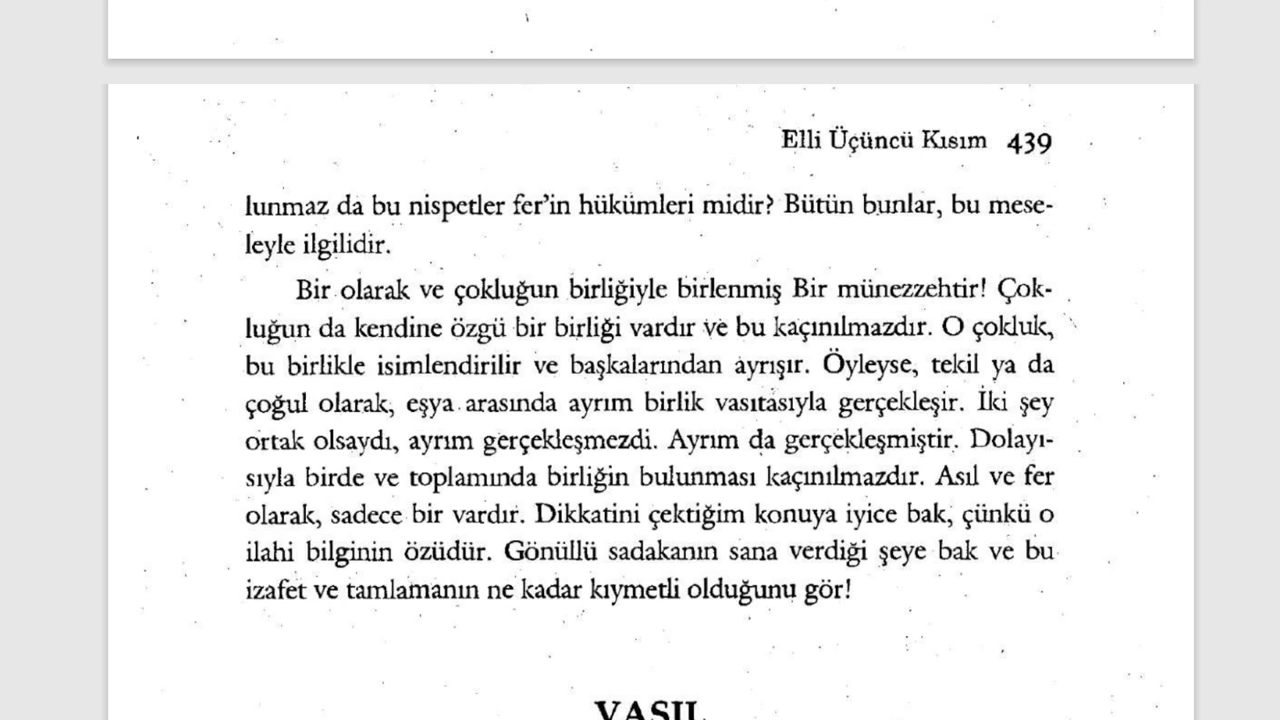 Elli Üçüncü Kısım 439
lunmaz da bu nispetler fer'in hükümleri midir? Bütün bunlar, bu mese-
leyle ilgilidir.
Bir olarak ve çokluğun birliğiyle birlenmiş Bir münezzehtir! Çok-
luğun da kendine özgü bir birliği vardır ve bu kaçınılmazdır. O çokluk,
bu birlikle isimlendirilir ve başkalarından ayrışır. Öyleyse, tekil ya da
çoğul olarak, eşya arasında ayrım birlik vasıtasıyla gerçekleşir. İki şey
ortak olsaydı, ayrım gerçekleşmezdi. Ayrım da gerçekleşmiştir. Dolayı-
sıyla birde ve toplamında birliğin bulunması kaçınılmazdır. Asıl ve fer
olarak, sadece bir vardır. Dikkatini çektiğim konuya iyice bak, çünkü o
ilahi bilginin özüdür. Gönüllü sadakanın sana verdiği şeye bak ve bu
izafet ve tamlamanın ne kadar kıymetli olduğunu gör!
VASIL